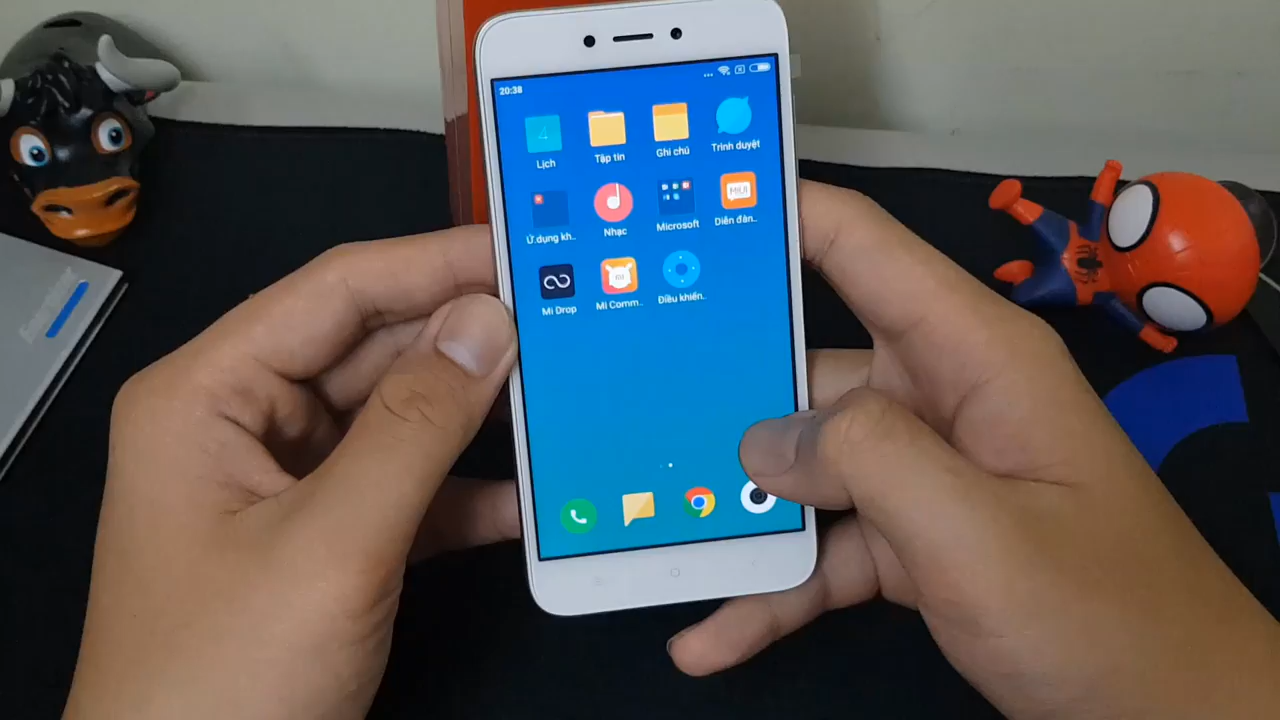 20:38
4
Lịch
Tập tin
Ghi chú
Trình duyệt
Ứ.dụng kh..
Nhạc
Microsoft
MIUI
Diễn đàn..
Mi Drop
mi
Mi Comm..
Điều khiển..